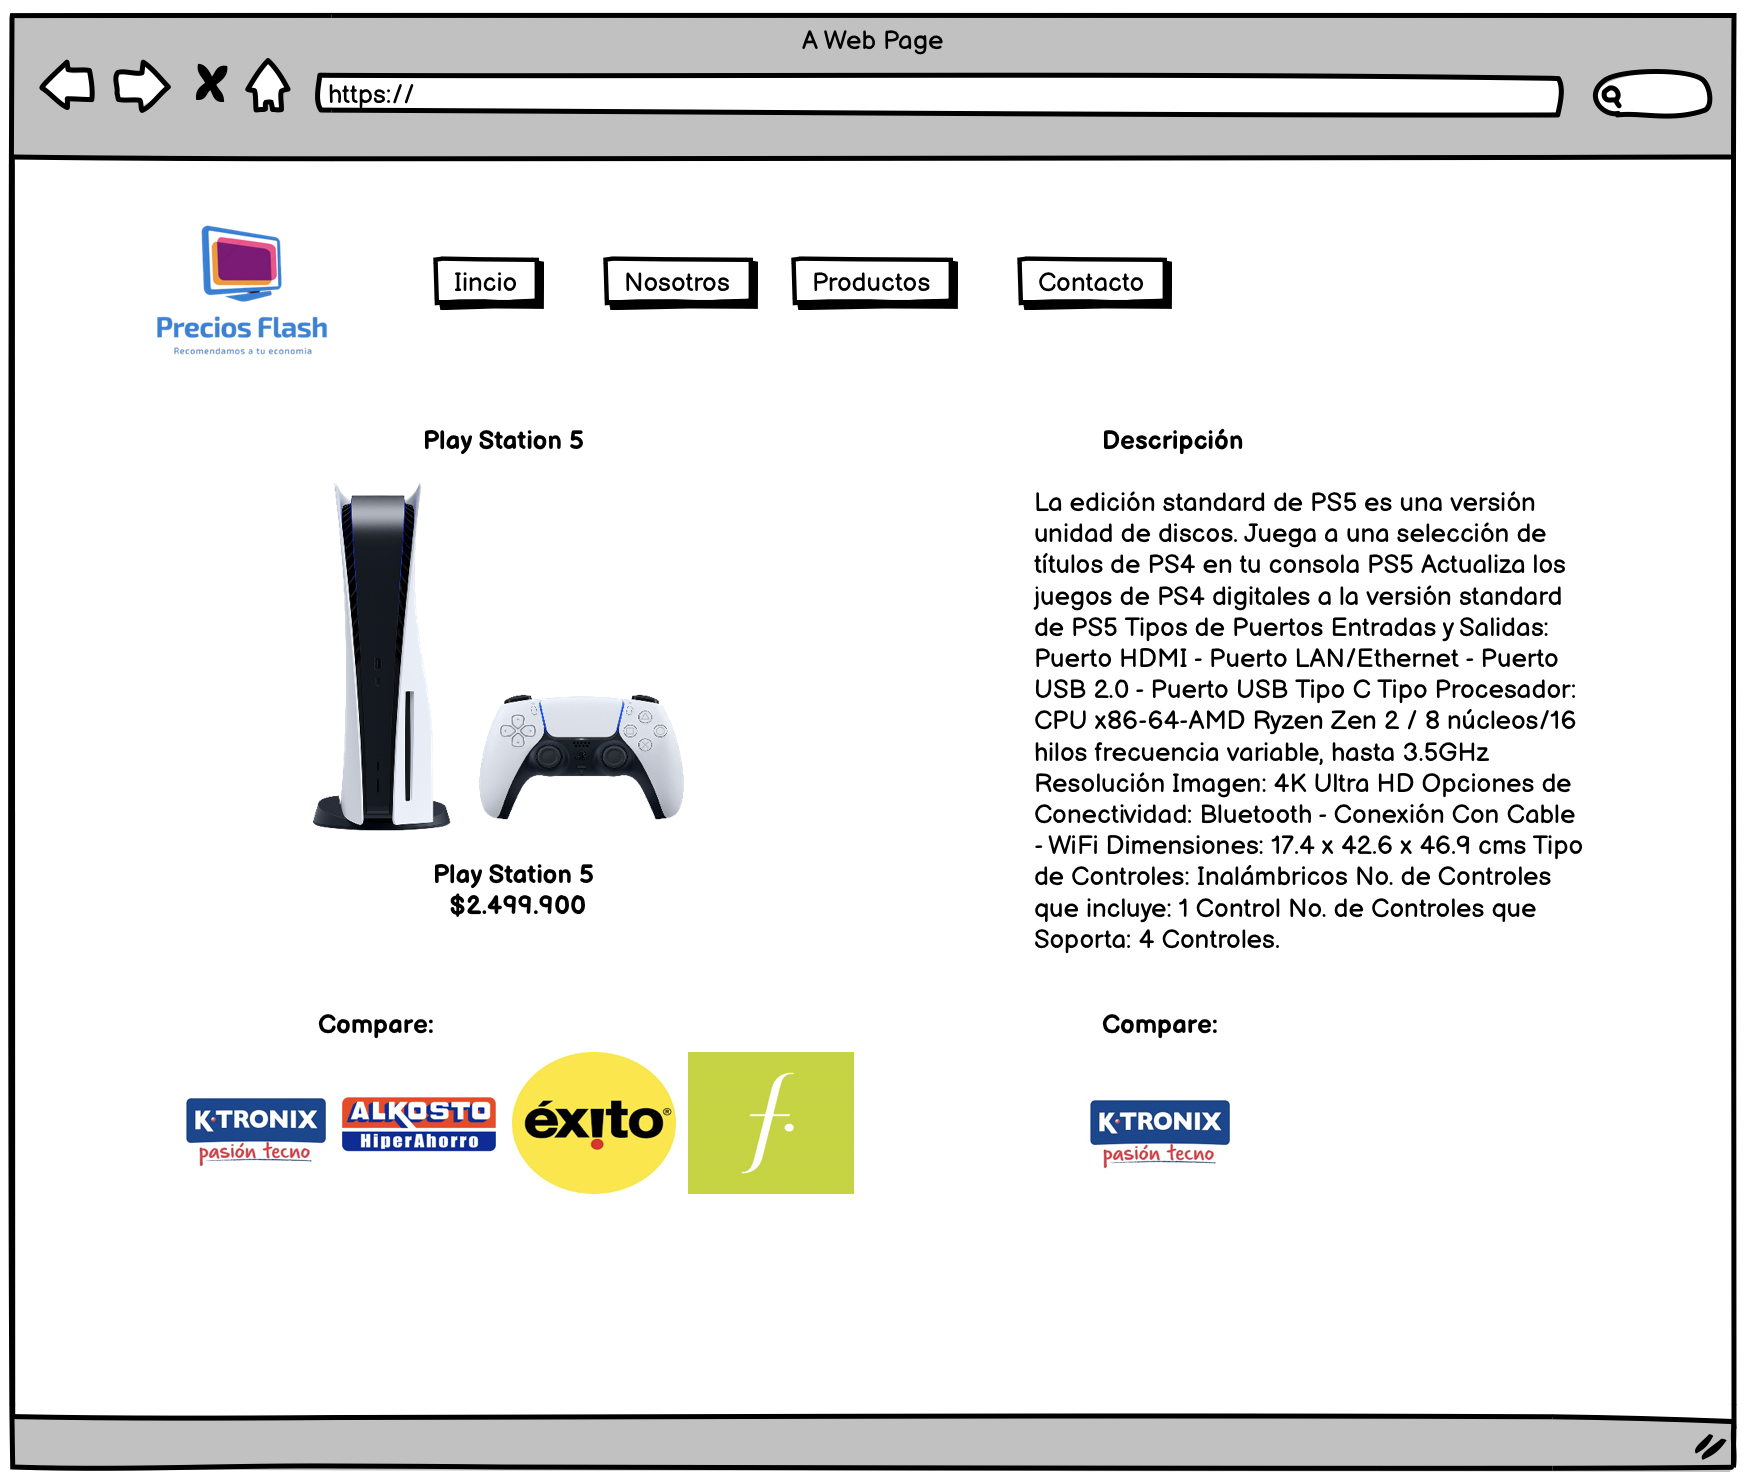 A Web Page
https://
Precios Flash
Recomendamos a tu economia
Iincio
Nosotros
Productos
Contacto
Play Station 5
Play Station 5
$2.499.900
Descripción
La edición standard de PS5 es una versión
unidad de discos. Juega a una selección de
títulos de PS4 en tu consola PS5 Actualiza los
juegos de PS4 digitales a la versión standard
de PS5 Tipos de Puertos Entradas y Salidas:
Puerto HDMI - Puerto LAN/Ethernet - Puerto
USB 2.0 - Puerto USB Tipo C Tipo Procesador:
CPU x86-64-AMD Ryzen Zen 2 / 8 núcleos/16
hilos frecuencia variable, hasta 3.5GHz
Resolución Imagen: 4K Ultra HD Opciones de
Conectividad: Bluetooth - Conexión Con Cable
- WiFi Dimensiones: 17.4 x 42.6 x 46.9 cms Tipo
de Controles: Inalámbricos No. de Controles
que incluye: 1 Control No. de Controles que
Soporta: 4 Controles.
Compare:
K·TRONIX
pasión tecno
ALKOSTO
HiperAhorro
éxito®
f.
Compare:
K·TRONIX
pasión tecno